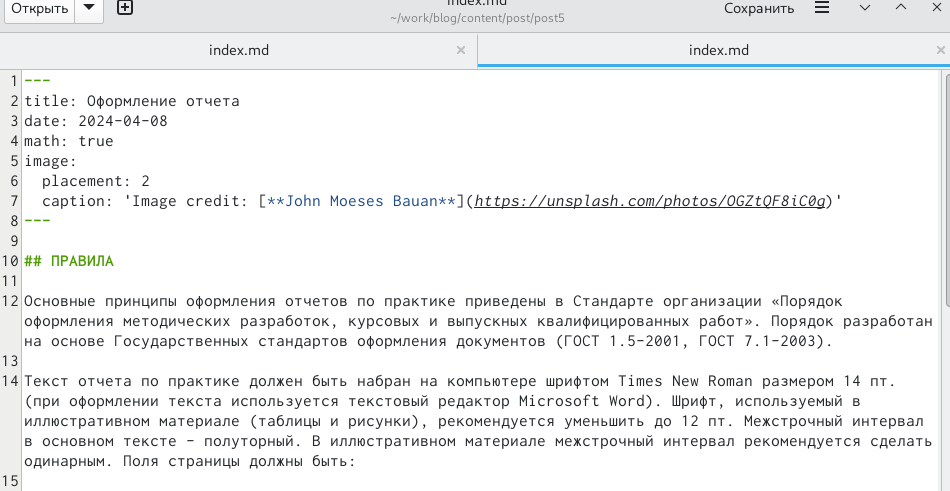 Открыть
index.md
~/work/blog/content/post/post5
Сохранить
index.md
index.md
1 ---
2 title: Оформление отчета
3 date: 2024-04-08
4 math: true
5 image:
6   placement: 2
7   caption: 'Image credit: [**John Moeses Bauan**](https://unsplash.com/photos/OGZtQF8iC0g)'
8 ---
9
10 ## ПРАВИЛА
11
12 Основные принципы оформления отчетов по практике приведены в Стандарте организации «Порядок
оформления методических разработок, курсовых и выпускных квалифицированных работ». Порядок разработан
на основе Государственных стандартов оформления документов (ГОСТ 1.5-2001, ГОСТ 7.1-2003).
13
14 Текст отчета по практике должен быть набран на компьютере шрифтом Times New Roman размером 14 пт.
(при оформлении текста используется текстовый редактор Microsoft Word). Шрифт, используемый в
иллюстративном материале (таблицы и рисунки), рекомендуется уменьшить до 12 пт. Межстрочный интервал
в основном тексте – полуторный. В иллюстративном материале межстрочный интервал рекомендуется сделать
одинарным. Поля страницы должны быть:
15